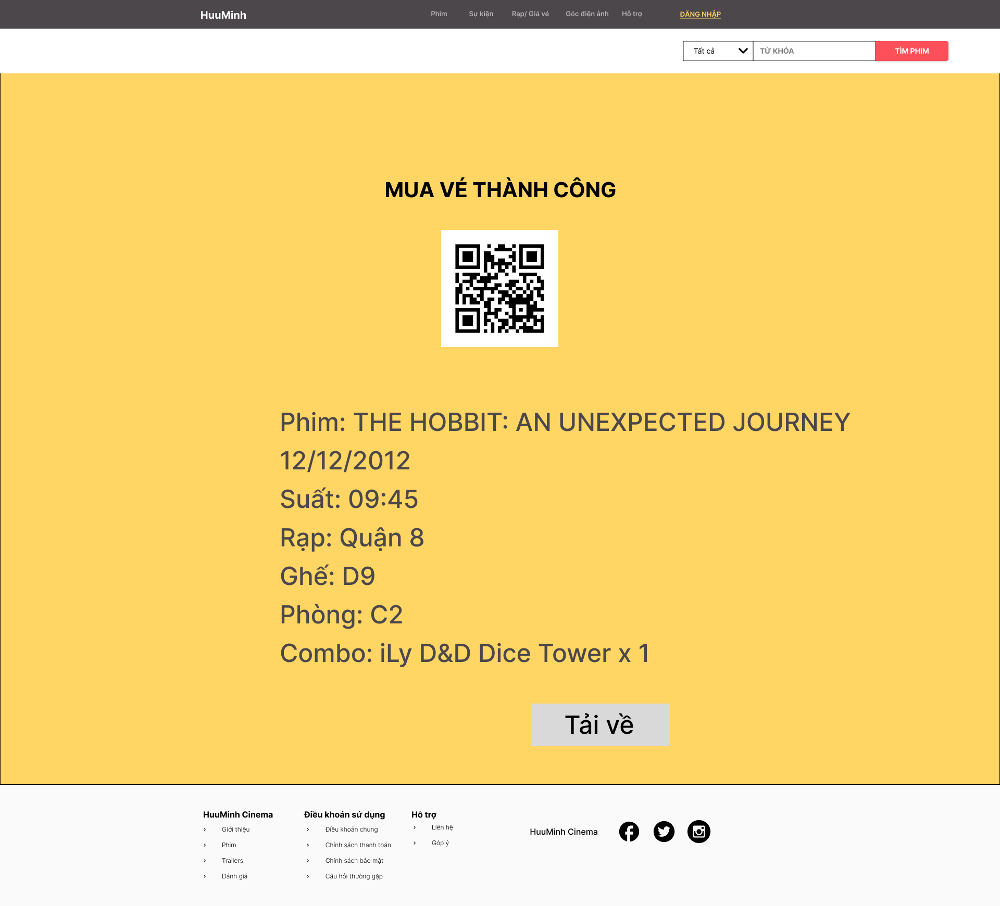 HuuMinh
Phim Sự kiện Rạp/ Giá vé Góc điện ảnh Hỗ trợ ĐĂNG NHẬP
Tất cả TỪ KHÓA TÌM PHIM
MUA VÉ THÀNH CÔNG
Phim: THE HOBBIT: AN UNEXPECTED JOURNEY
12/12/2012
Suất: 09:45
Rạp: Quận 8
Ghế: D9
Phòng: C2
Combo: iLy D&D Dice Tower x 1
Tải về
HuuMinh Cinema
Giới thiệu
Phim
Trailers
Đánh giá
Điều khoản sử dụng
Điều khoản chung
Chính sách thanh toán
Chính sách bảo mật
Câu hỏi thường gặp
Hỗ trợ
Liên hệ
Góp ý
HuuMinh Cinema